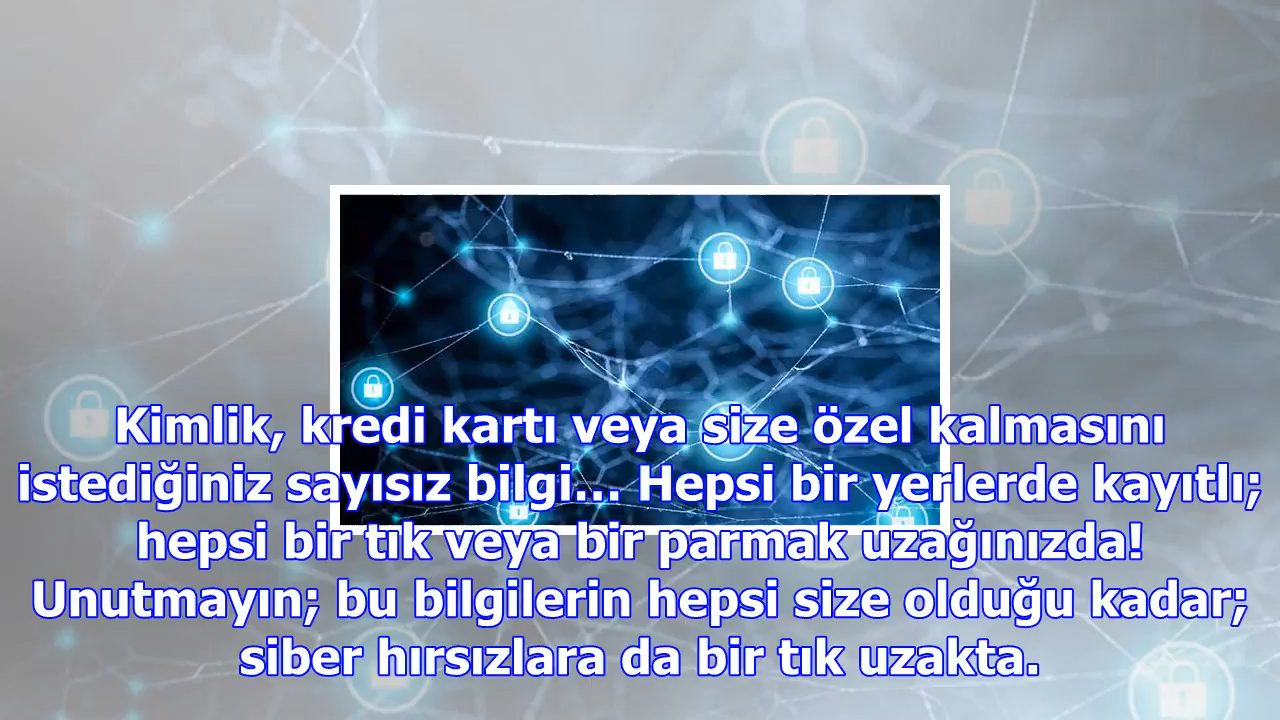 Kimlik, kredi kartı veya size özel kalmasını
istediğiniz sayısız bilgi... Hepsi bir yerlerde kayıtlı;
hepsi bir tık veya bir parmak uzağınızda!
Unutmayın; bu bilgilerin hepsi size olduğu kadar;
siber hırsızlara da bir tık uzakta.